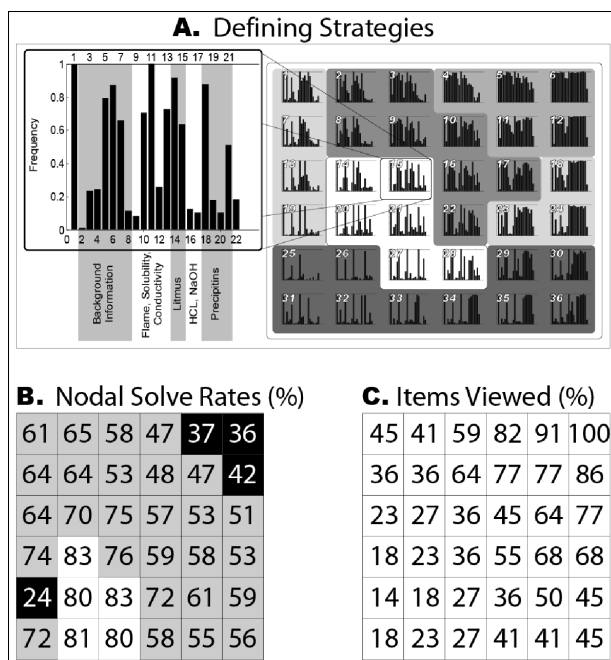 A. Defining Strategies
1 3 5 7 9 11 13 15 17 19 21
1
0.8
0.6
0.4
0.2
0
Frequency
0 2 4 6 8 10 12 14 16 18 20 22
Background
Information
Flame, Solubility,
Conductivity
Litmus
HCL, NaOH
Precipitins
1 2 3 4 5 6
7 8 9 10 11 12
13 14 15 16 17 18
19 20 21 22 23 24
25 26 27 28 29 30
31 32 33 34 35 36
B. Nodal Solve Rates (%)
61 65 58 47 37 36
64 64 53 48 47 42
64 70 75 57 53 51
74 83 76 59 58 53
24 80 83 72 61 59
72 81 80 58 55 56
C. Items Viewed (%)
45 41 59 82 91 100
36 36 64 77 77 86
23 27 36 45 64 77
18 23 36 55 68 68
14 18 27 36 50 45
18 23 27 41 41 45